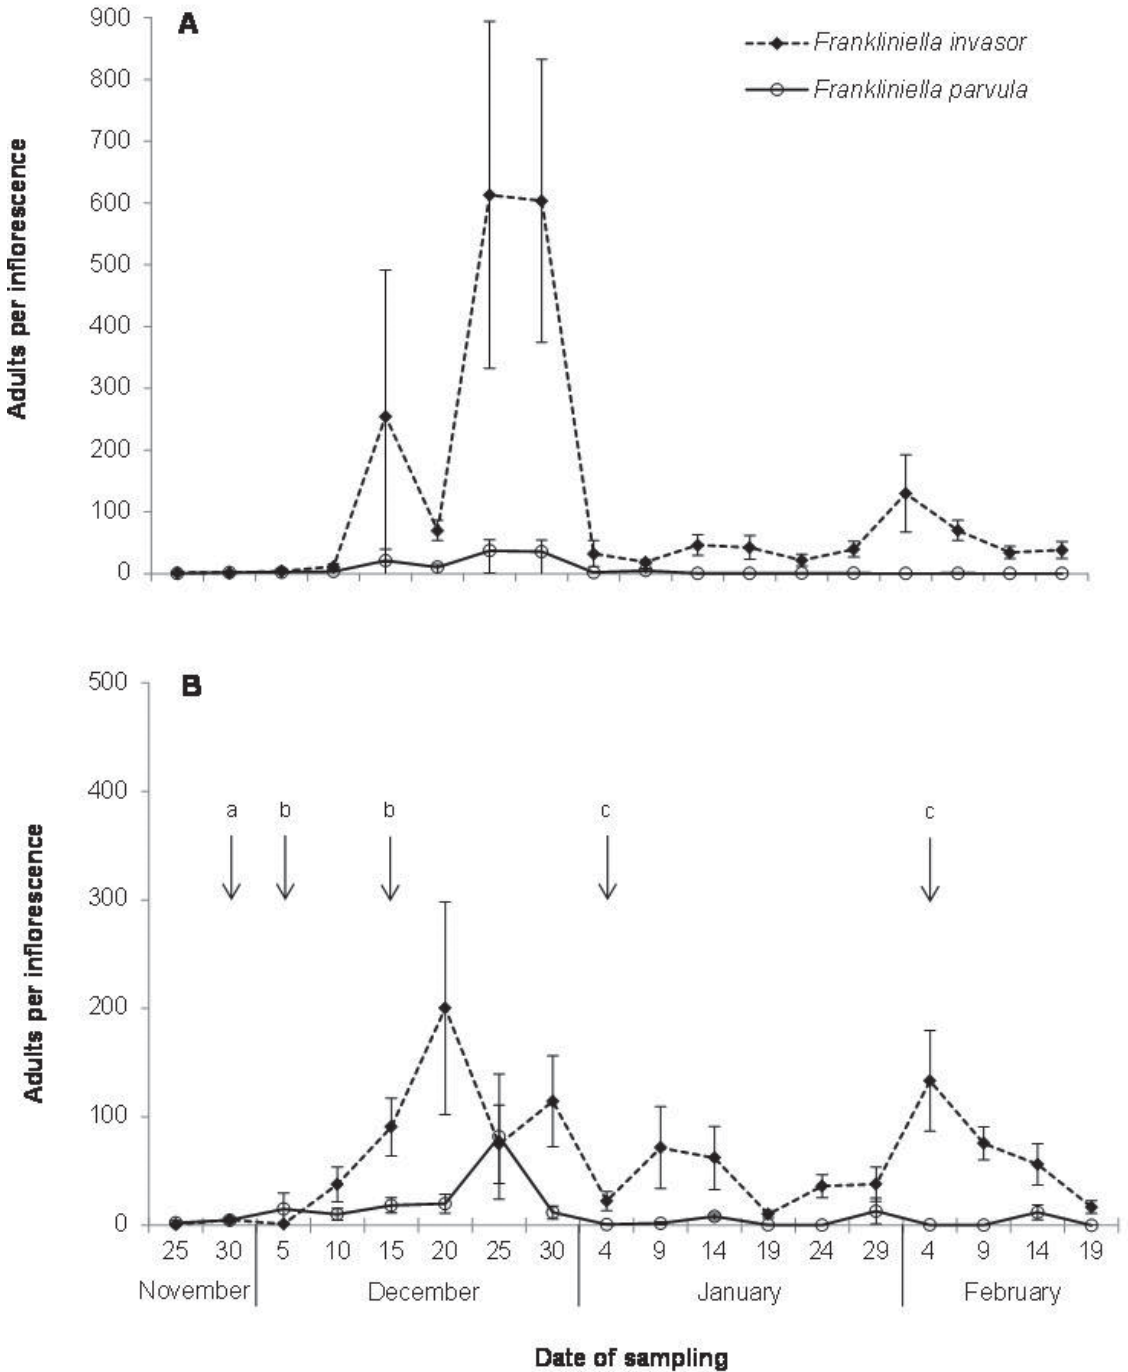 A
Frankliniella invasor
Frankliniella parvula
Adults per inflorescence
900
800
700
600
500
400
300
200
100
0
B
Adults per inflorescence
500
400
300
200
100
0
a b b c c
25 30 5 10 15 20 25 30 4 9 14 19 24 29 4 9 14 19
November December January February
Date of sampling